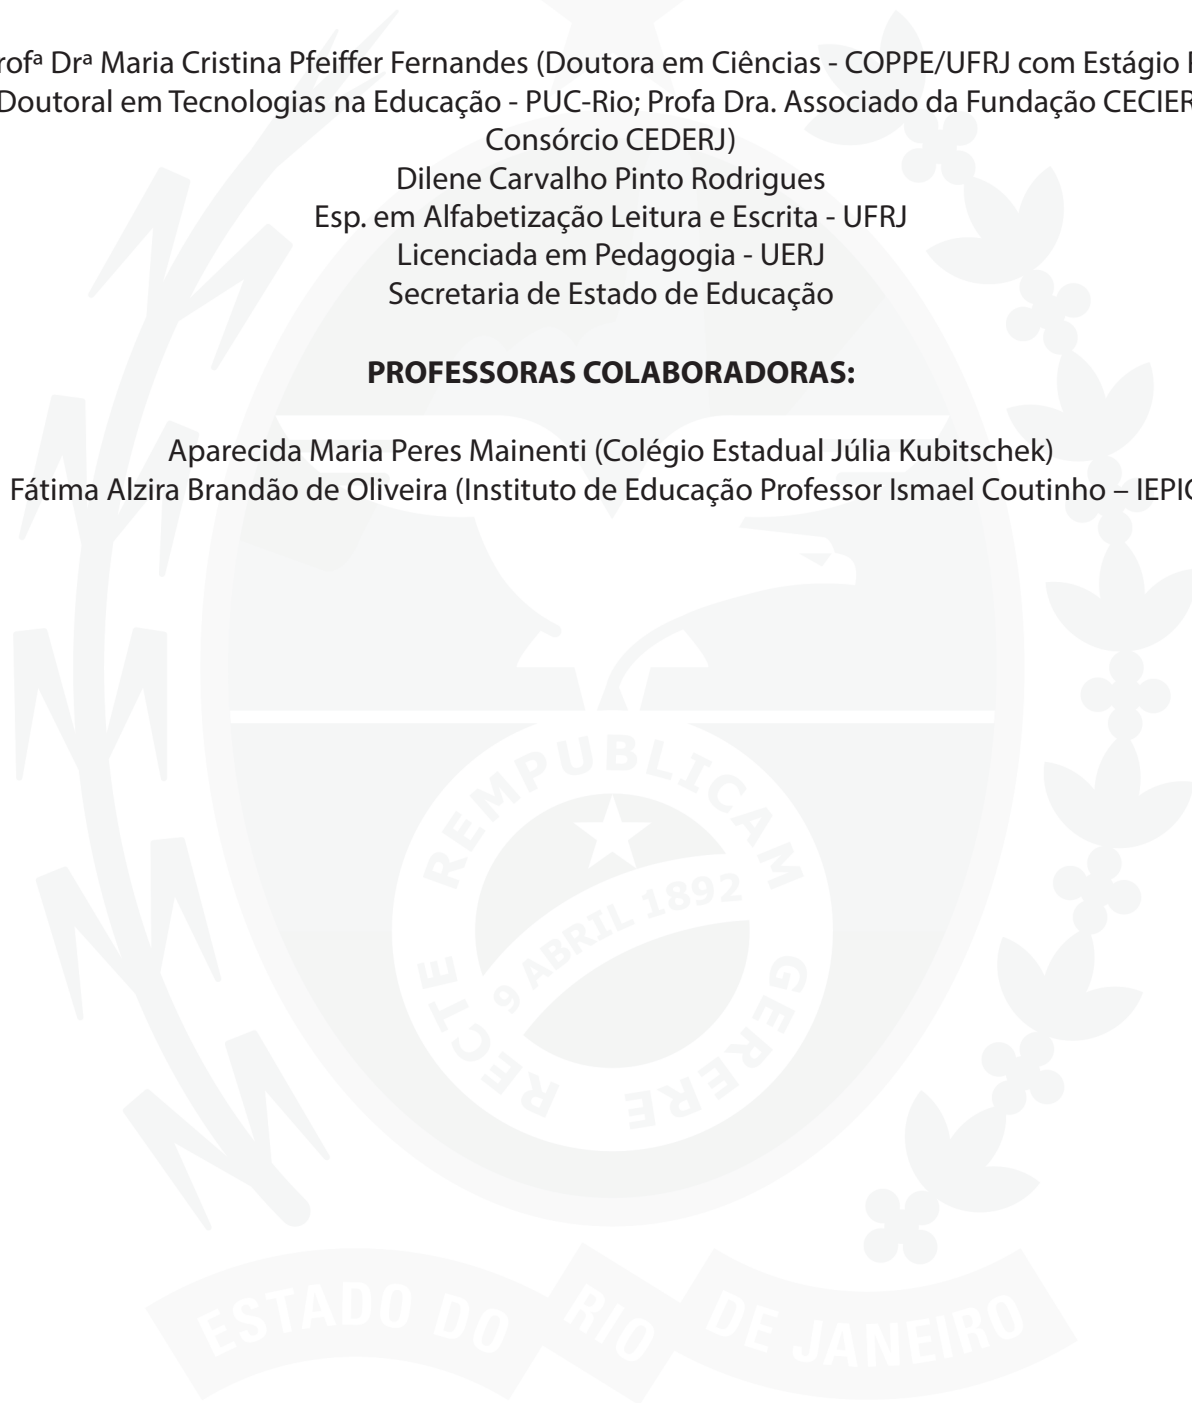 rofª Drª Maria Cristina Pfeiffer Fernandes (Doutora em Ciências - COPPE/UFRJ com Estágio
Doutoral em Tecnologias na Educação - PUC-Rio; Profa Dra. Associado da Fundação CECIER
Consórcio CEDERJ)
Dilene Carvalho Pinto Rodrigues
Esp. em Alfabetização Leitura e Escrita - UFRJ
Licenciada em Pedagogia - UERJ
Secretaria de Estado de Educação
PROFESSORAS COLABORADORAS:
Aparecida Maria Peres Mainenti (Colégio Estadual Júlia Kubitschek)
Fátima Alzira Brandão de Oliveira (Instituto de Educação Professor Ismael Coutinho – IEPIC
RECTE REMPUBLICAM GERERE
9 ABRIL 1892
ESTADO DO RIO DE JANEIRO